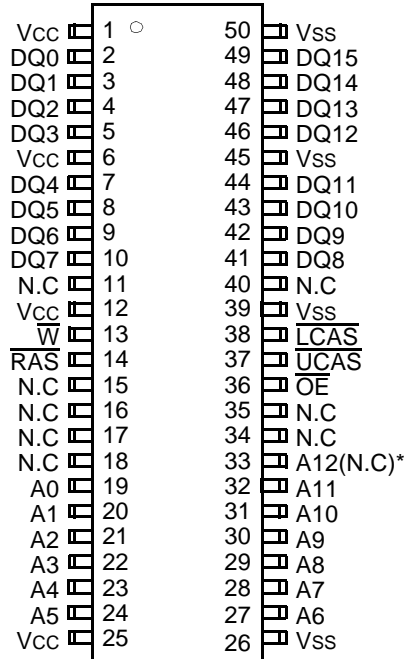 Vcc 1 50 Vss
DQ0 2 49 DQ15
DQ1 3 48 DQ14
DQ2 4 47 DQ13
DQ3 5 46 DQ12
Vcc 6 45 Vss
DQ4 7 44 DQ11
DQ5 8 43 DQ10
DQ6 9 42 DQ9
DQ7 10 41 DQ8
N.C 11 40 N.C
Vcc 12 39 Vss
W 13 38 LCAS
RAS 14 37 UCAS
N.C 15 36 OE
N.C 16 35 N.C
N.C 17 34 N.C
N.C 18 33 A12(N.C)*
A0 19 32 A11
A1 20 31 A10
A2 21 30 A9
A3 22 29 A8
A4 23 28 A7
A5 24 27 A6
Vcc 25 26 Vss